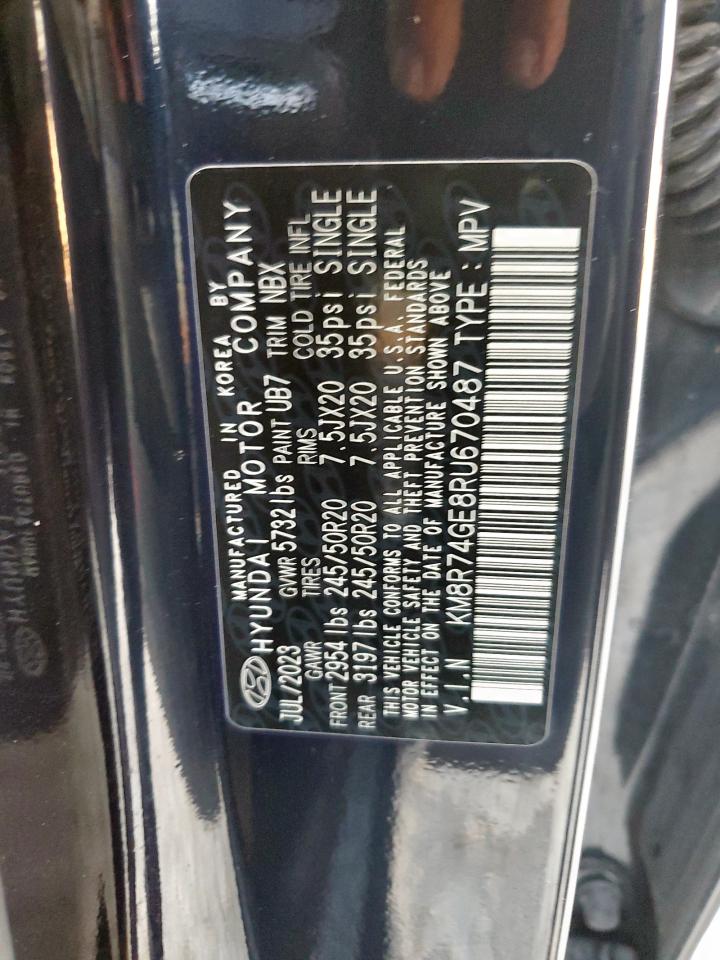 MANUFACTURED IN KOREA BY
HYUNDAI MOTOR COMPANY
JUL/2023 GVWR 5732 lbs PAINT UB7 TRIM NBX
GAWR TIRES RIMS COLD TIRE INFL
FRONT 2954 lbs 245/50R20 7.5JX20 35psi SINGLE
REAR 3197 lbs 245/50R20 7.5JX20 35psi SINGLE
THIS VEHICLE CONFORMS TO ALL APPLICABLE U.S.A. FEDERAL
MOTOR VEHICLE SAFETY AND THEFT PREVENTION STANDARDS
IN EFFECT ON THE DATE OF MANUFACTURE SHOWN ABOVE
V.I.N KM8R74GE8RU670487 TYPE : MPV